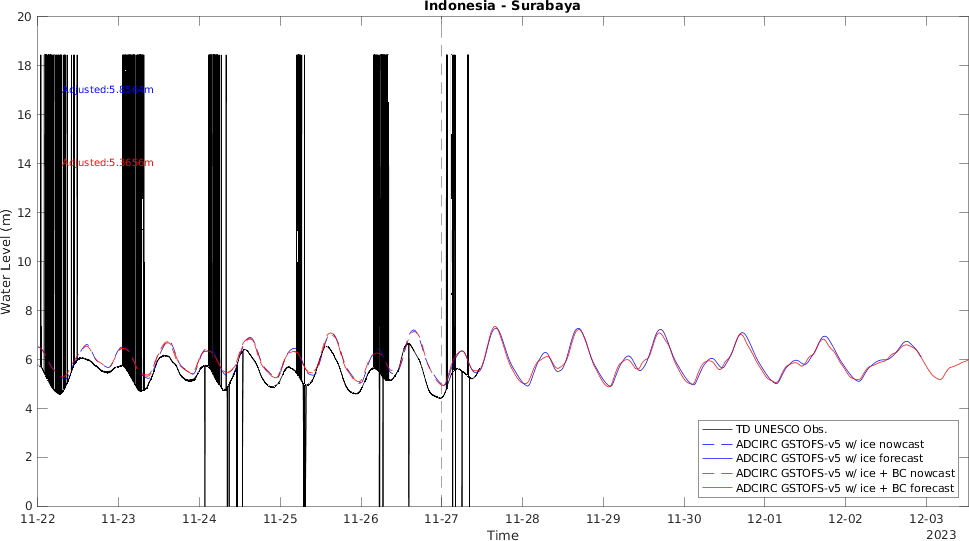 Indonesia - Surabaya
20
18
16
14
12
10
8
6
4
2
0
Water Level (m)
m
m
TD UNESCO Obs.
ADCIRC GSTOFS-v5 w/ ice nowcast
ADCIRC GSTOFS-v5 w/ ice forecast
ADCIRC GSTOFS-v5 w/ ice + BC nowcast
ADCIRC GSTOFS-v5 w/ ice + BC forecast
11-22
11-23
11-24
11-25
11-26
11-27
11-28
11-29
11-30
12-01
12-02
12-03
2023
Time